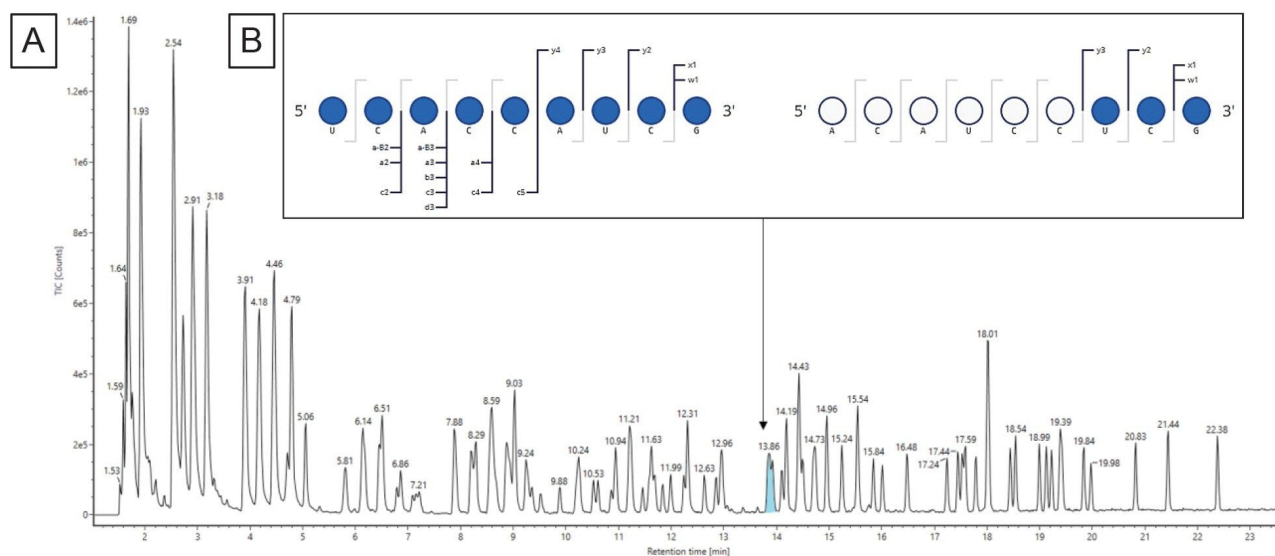 A
B
y4
y3
y2
x1
w1
5'
U
C
A
C
C
A
U
C
G
3'
a-B2
a2
c2
a-B3
a3
b3
c3
d3
a4
c4
c5
y3
y2
x1
w1
5'
A
C
A
U
C
C
U
C
G
3'
TIC [Counts]
1.4e6
1.2e6
1e6
8e5
6e5
4e5
2e5
0
1.53
1.59
1.64
1.69
1.93
2.54
2.91
3.18
3.91
4.18
4.46
4.79
5.06
5.81
6.14
6.51
6.86
7.21
7.88
8.29
8.59
9.03
9.24
9.88
10.24
10.53
10.94
11.21
11.63
11.99
12.31
12.63
12.96
13.86
14.19
14.43
14.73
14.96
15.24
15.54
15.84
16.48
17.24
17.44
17.59
18.01
18.54
18.99
19.39
19.84
19.98
20.83
21.44
22.38
2 3 4 5 6 7 8 9 10 11 12 13 14 15 16 17 18 19 20 21 22 23
Retention time [min]